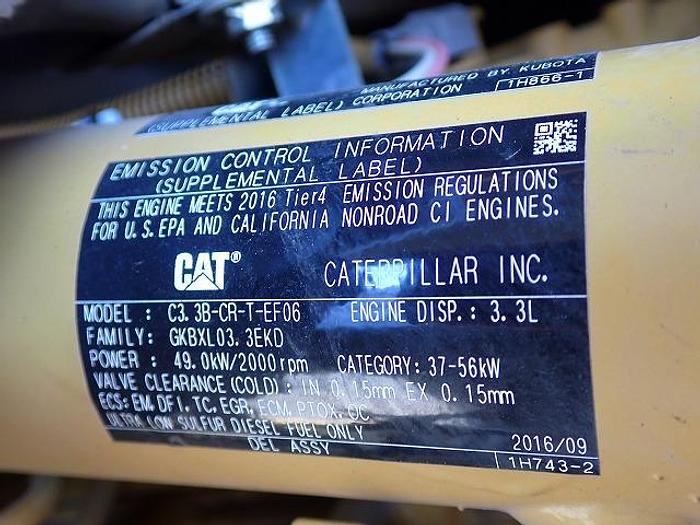 MANUFACTURED BY KUBOTA
(SUPPLEMENTAL LABEL) CORPORATION 1H866-1
EMISSION CONTROL INFORMATION
(SUPPLEMENTAL LABEL)
THIS ENGINE MEETS 2016 Tier4 EMISSION REGULATIONS
FOR U.S.EPA AND CALIFORNIA NONROAD CI ENGINES.
CAT® CATERPILLAR INC.
MODEL : C3.3B-CR-T-EF06 ENGINE DISP.: 3.3L
FAMILY: GKBXL03.3EKD
POWER : 49.0kW/2000rpm CATEGORY: 37-56kW
VALVE CLEARANCE(COLD) : IN 0.15mm EX 0.15mm
ECS: EM,DFI,TC,EGR,ECM,PTOX,OC
ULTRA LOW SULFUR DIESEL FUEL ONLY
DEL ASSY 2016/09
1H743-2